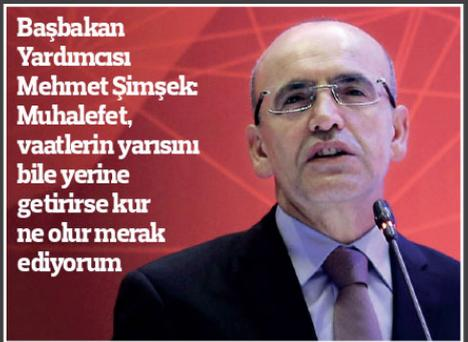 Başbakan
Yardımcısı
Mehmet Şimşek:
Muhalefet,
vaatlerin yarısını
bile yerine
getirirse kur
ne olur merak
ediyorum